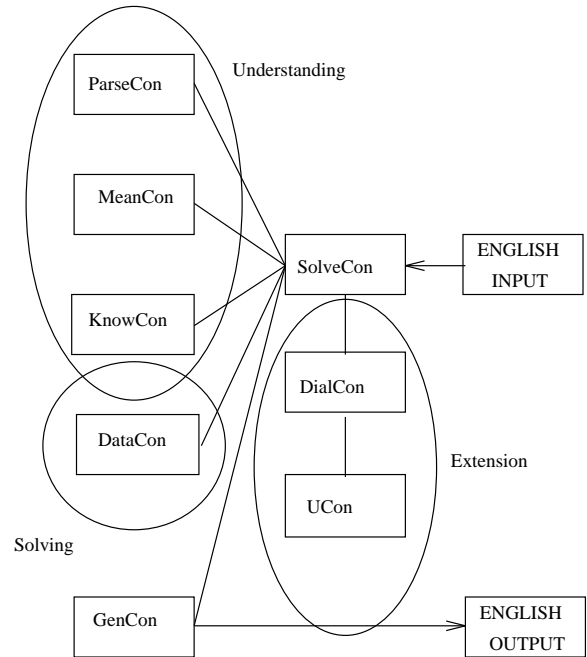 Understanding
ParseCon
MeanCon
SolveCon
ENGLISH
INPUT
KnowCon
DialCon
DataCon
Extension
UCon
Solving
GenCon
ENGLISH
OUTPUT